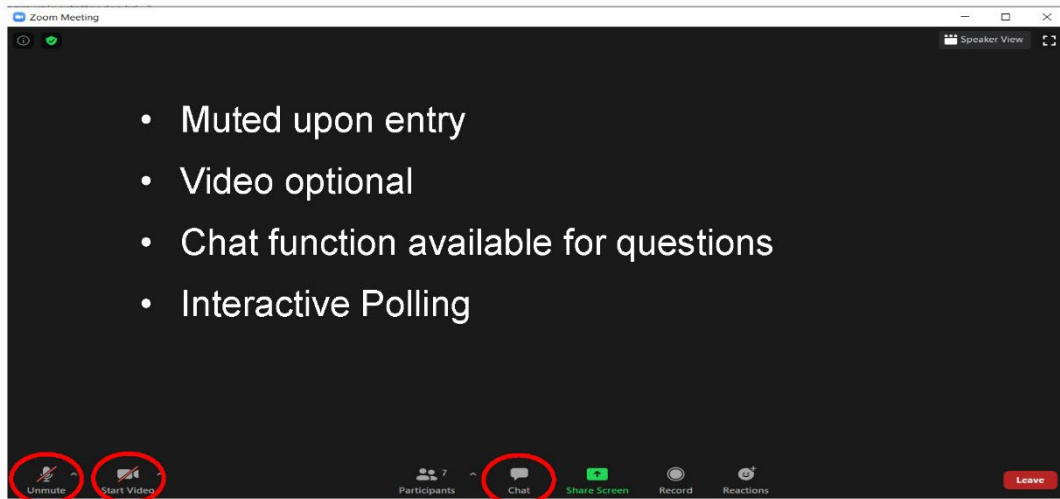 Zoom Meeting
Speaker View
• Muted upon entry
• Video optional
• Chat function available for questions
• Interactive Polling
Unmute Start Video Participants 7 Chat Share Screen Record Reactions Leave